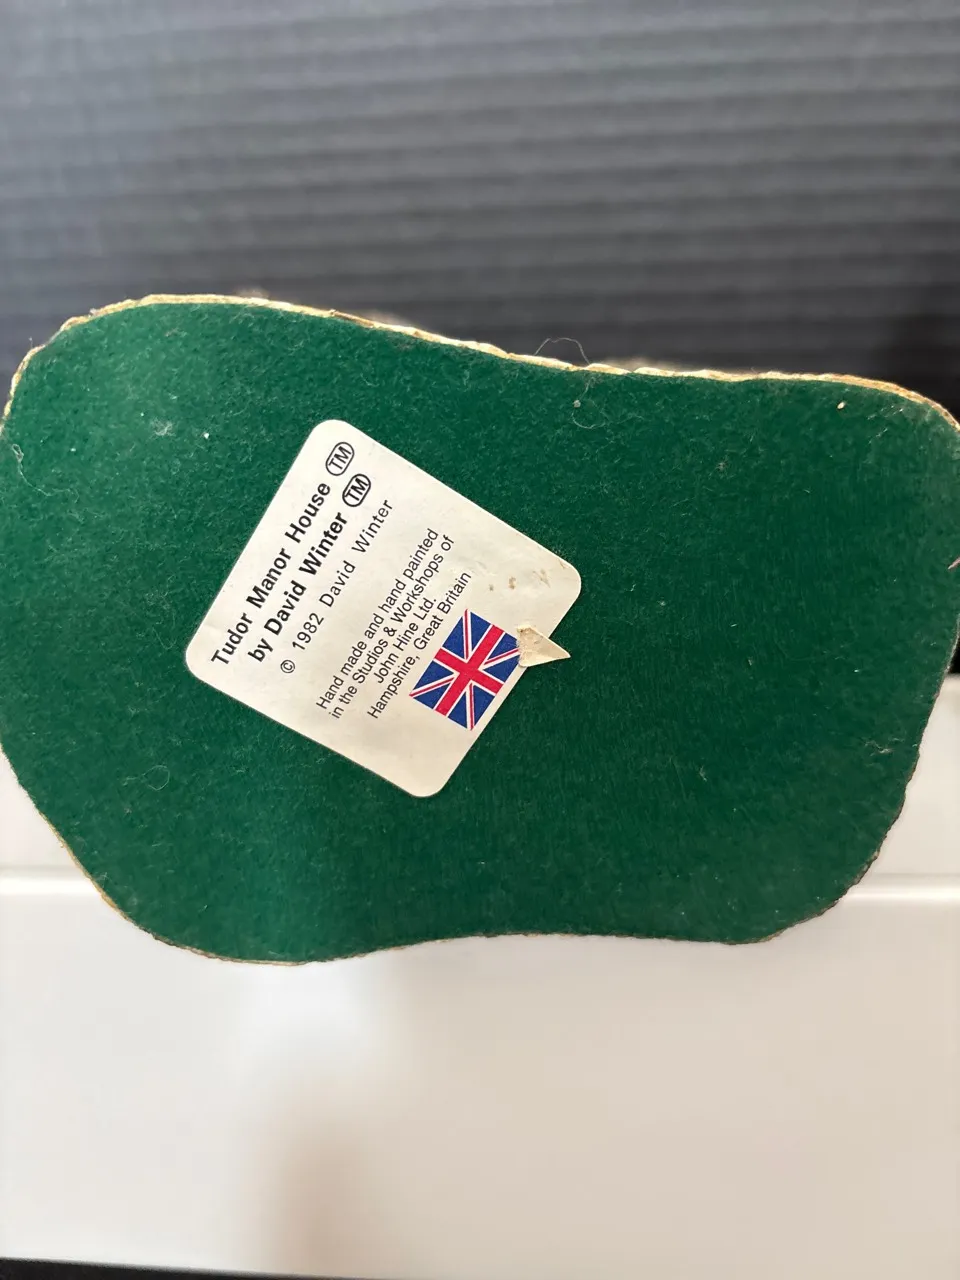 Tudor Manor House TM
by David Winter TM
© 1982 David Winter
Hand made and hand painted
in the Studios & Workshops of
John Hine Ltd.
Hampshire, Great Britain